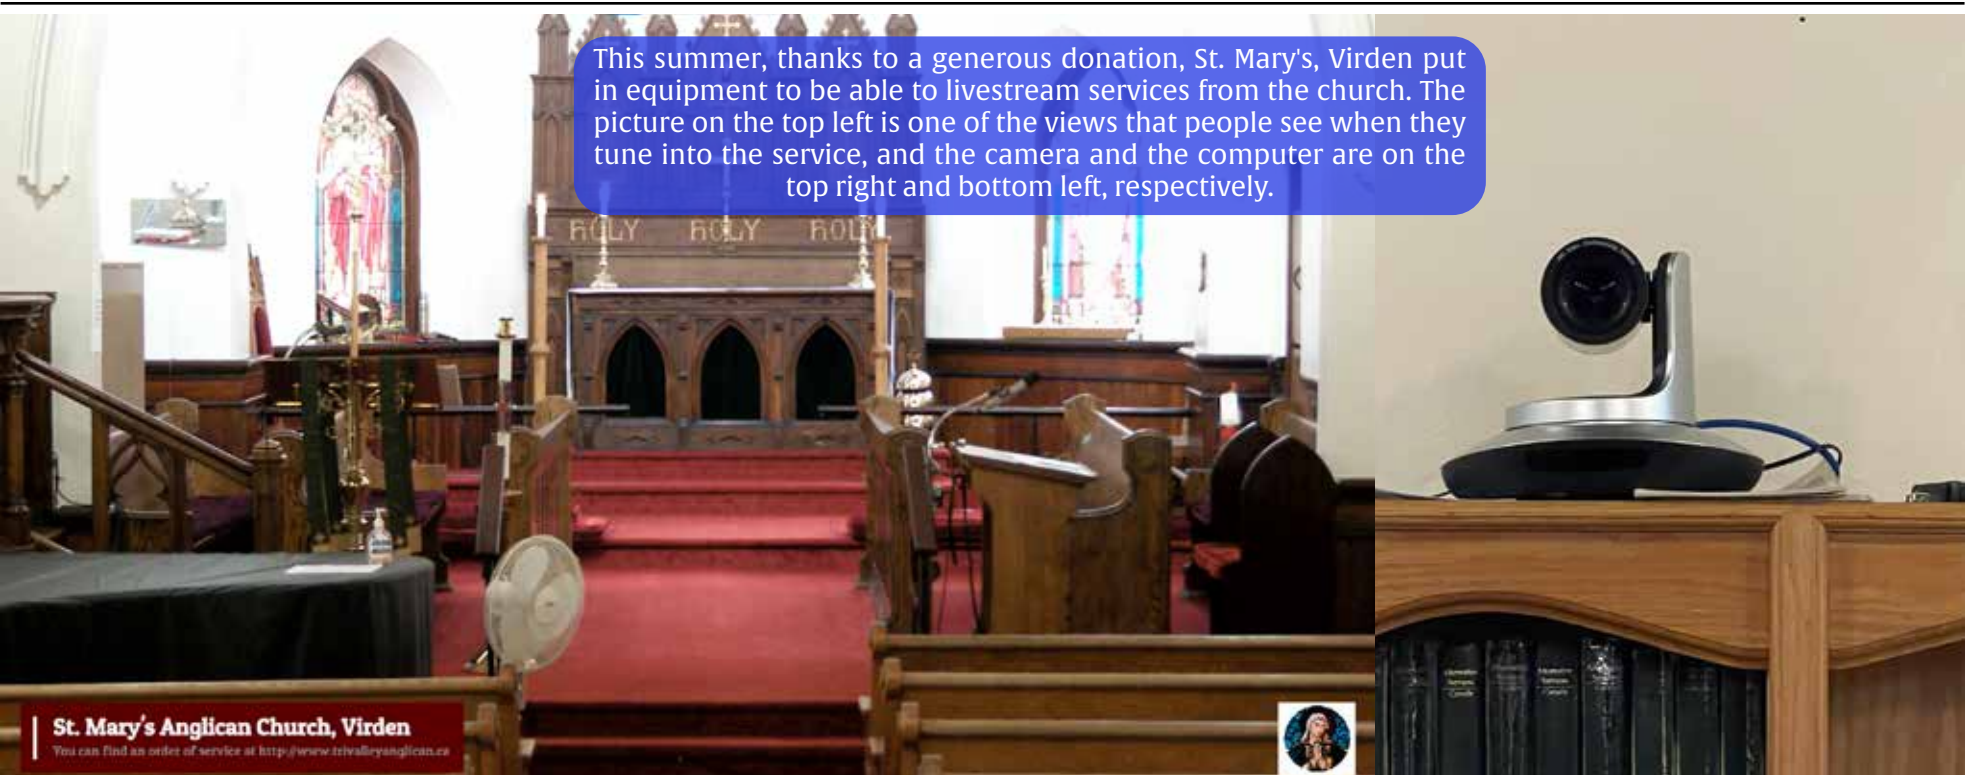 This summer, thanks to a generous donation, St. Mary's, Virden put
in equipment to be able to livestream services from the church. The
picture on the top left is one of the views that people see when they
tune into the service, and the camera and the computer are on the
top right and bottom left, respectively.
HOLY HOLY HOLY
St. Mary's Anglican Church, Virden
You can find an order of service at http://www.trivalleyanglican.ca